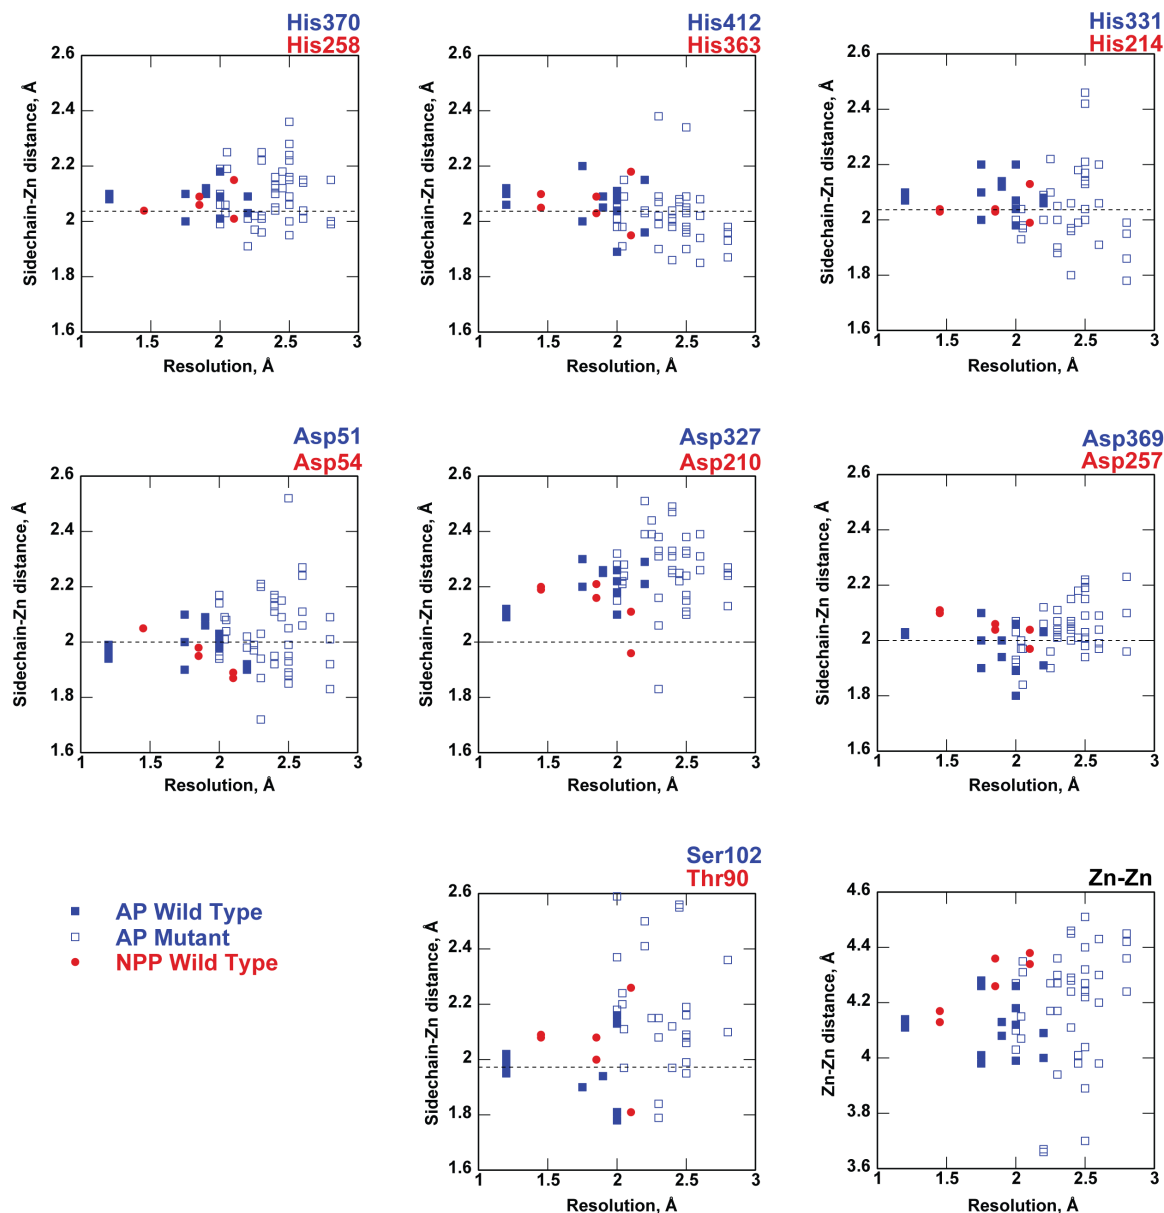 His370
His258
2.6
2.4
2.2
2
1.8
1.6
Sidechain-Zn distance, Å
1
1.5
2
2.5
3
Resolution, Å
His412
His363
2.6
2.4
2.2
2
1.8
1.6
Sidechain-Zn distance, Å
1
1.5
2
2.5
3
Resolution, Å
His331
His214
2.6
2.4
2.2
2
1.8
1.6
Sidechain-Zn distance, Å
1
1.5
2
2.5
3
Resolution, Å
Asp51
Asp54
2.6
2.4
2.2
2
1.8
1.6
Sidechain-Zn distance, Å
1
1.5
2
2.5
3
Resolution, Å
Asp327
Asp210
2.6
2.4
2.2
2
1.8
1.6
Sidechain-Zn distance, Å
1
1.5
2
2.5
3
Resolution, Å
Asp369
Asp257
2.6
2.4
2.2
2
1.8
1.6
Sidechain-Zn distance, Å
1
1.5
2
2.5
3
Resolution, Å
AP Wild Type
AP Mutant
NPP Wild Type
Ser102
Thr90
2.6
2.4
2.2
2
1.8
1.6
Sidechain-Zn distance, Å
1
1.5
2
2.5
3
Resolution, Å
Zn-Zn
4.6
4.4
4.2
4
3.8
3.6
Zn-Zn distance, Å
1
1.5
2
2.5
3
Resolution, Å